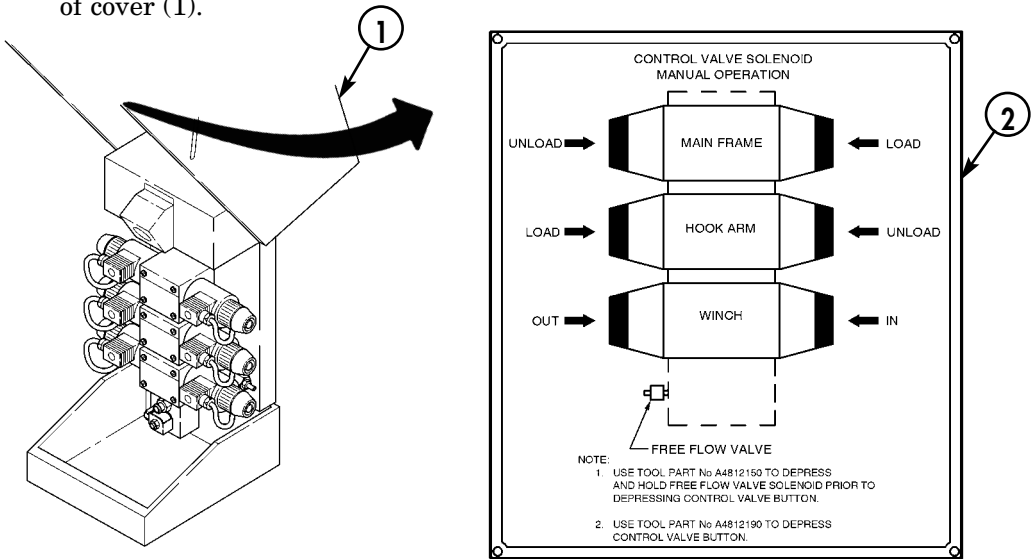 of cover (1).
1
2
CONTROL VALVE SOLENOID
MANUAL OPERATION
UNLOAD
MAIN FRAME
LOAD
LOAD
HOOK ARM
UNLOAD
OUT
WINCH
IN
FREE FLOW VALVE
NOTE:
1. USE TOOL PART No A4812150 TO DEPRESS
AND HOLD FREE FLOW VALVE SOLENOID PRIOR TO
DEPRESSING CONTROL VALVE BUTTON.
2. USE TOOL PART No A4812190 TO DEPRESS
CONTROL VALVE BUTTON.